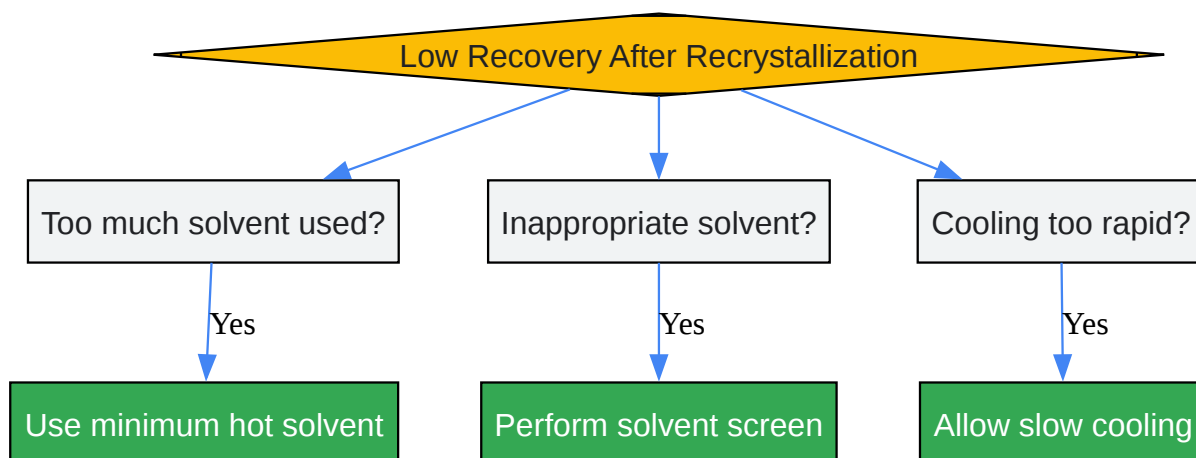 Low Recovery After Recrystallization
Too much solvent used?
Inappropriate solvent?
Cooling too rapid?
Yes
Yes
Yes
Use minimum hot solvent
Perform solvent screen
Allow slow cooling